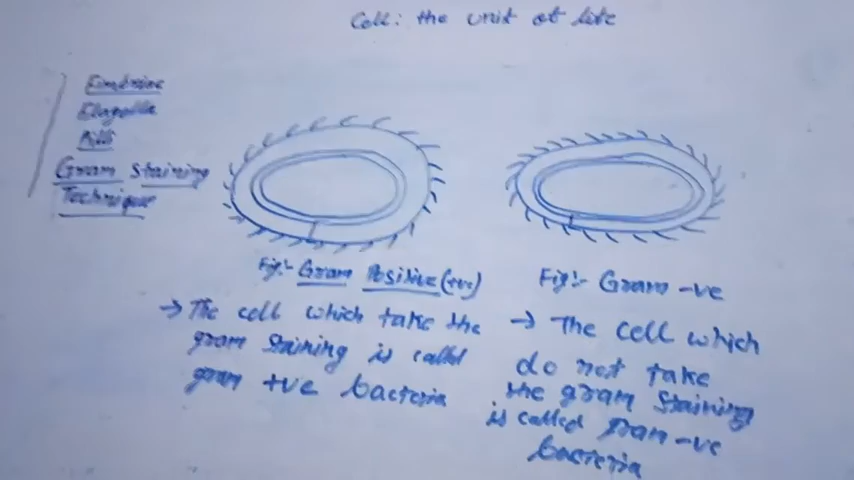 Cell: the unit of life
Fimbriae
Flagella
Pilli
Gram staining
Technique
Fig:- Gram Positive (+ve)
→ The cell which take the
gram staining is called
gram +ve bacteria
Fig:- Gram -ve
→ The cell which
do not take
the gram staining
is called gram -ve
bacteria